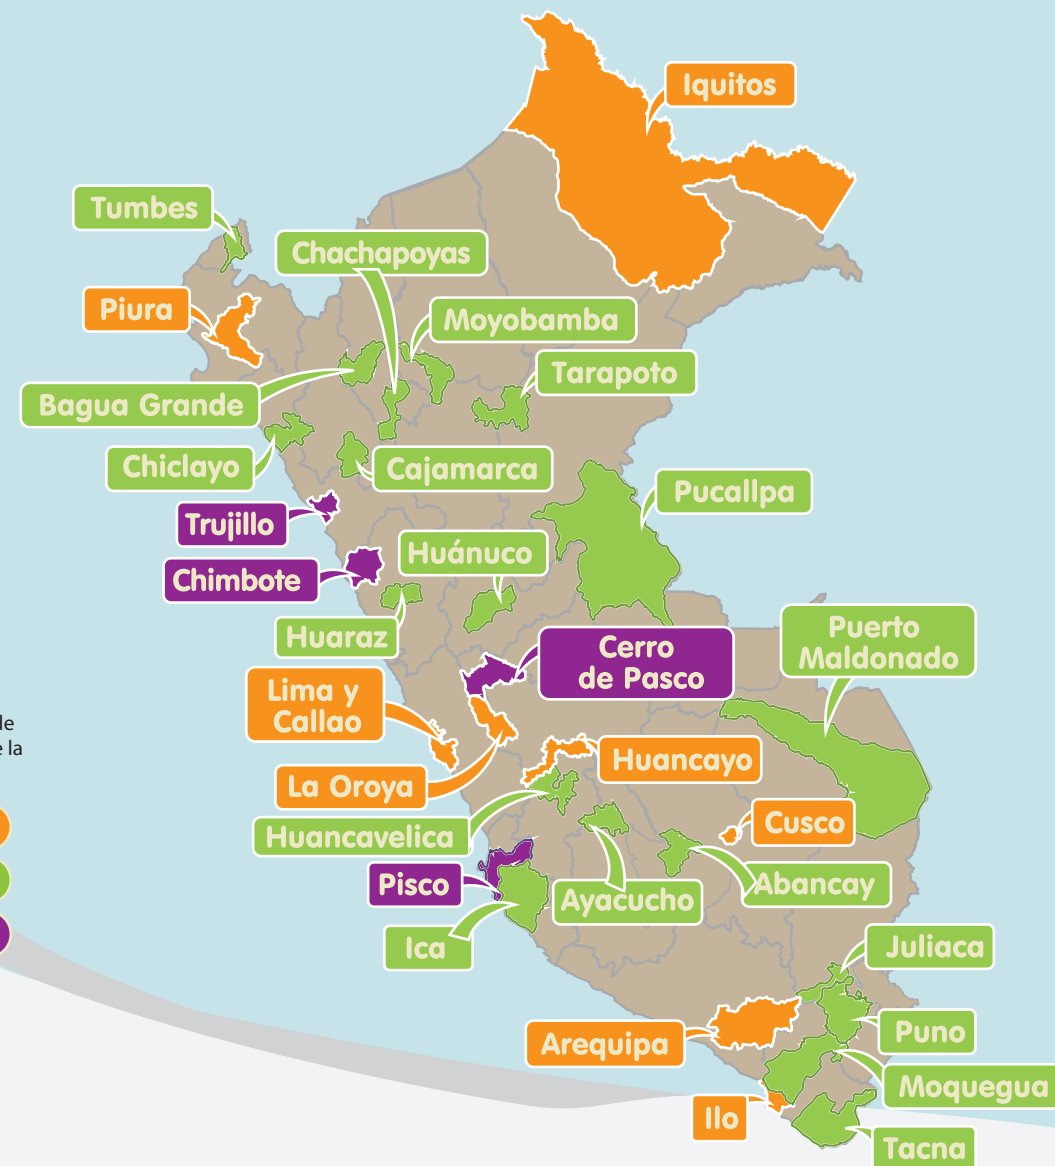 Iquitos
Tumbes
Chachapoyas
Piura
Moyobamba
Tarapoto
Bagua Grande
Chiclayo
Cajamarca
Pucallpa
Trujillo
Huánuco
Chimbote
Huaraz
Puerto
Maldonado
Cerro
de Pasco
Lima y
Callao
de
la
Huancayo
La Oroya
Cusco
Huancavelica
Pisco
Ayacucho
Abancay
Ica
Juliaca
Arequipa
Puno
Moquegua
Ilo
Tacna